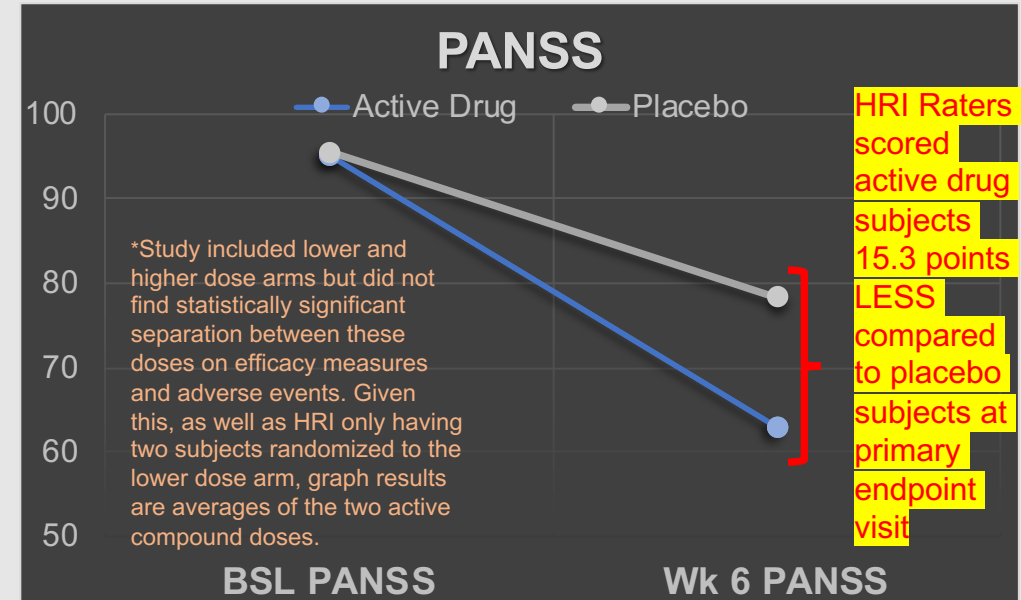 PANSS
Active Drug
Placebo
100
90
80
70
60
50
*Study included lower and
higher dose arms but did not
find statistically significant
separation between these
doses on efficacy measures
and adverse events. Given
this, as well as HRI only having
two subjects randomized to the
lower dose arm, graph results
are averages of the two active
compound doses.
HRI Raters
scored
active drug
subjects
15.3 points
LESS
compared
to placebo
subjects at
primary
endpoint
visit
BSL PANSS
Wk 6 PANSS